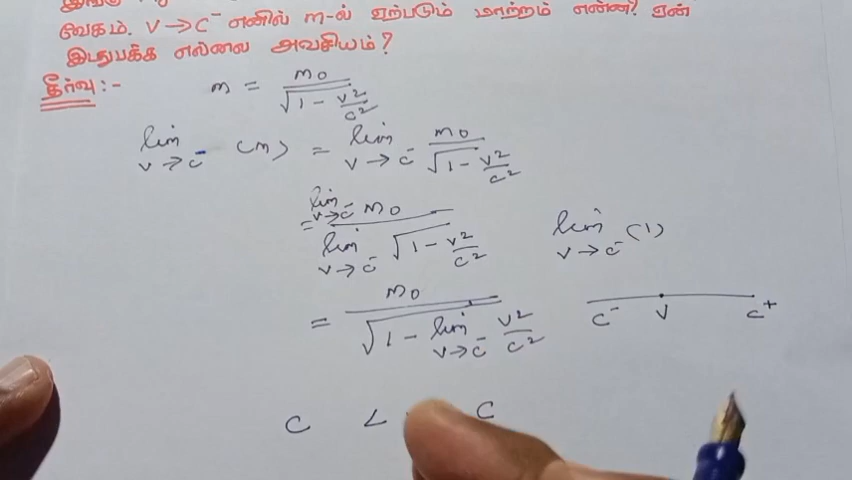 வேகம். V → C⁻ எனில் m-ல் ஏற்படும் மாற்றம் என்ன? ஏன்
இடதுபக்க எல்லை அவசியம்?
தீர்வு :- m = m₀ / √(1 - v²/c²)
lim v→c⁻ (m) = lim v→c⁻ m₀ / √(1 - v²/c²)
= lim v→c⁻ m₀ / lim v→c⁻ √(1 - v²/c²) lim v→c⁻ (1)
= m₀ / √(1 - lim v→c⁻ v²/c²) c⁻ v c⁺
c < c